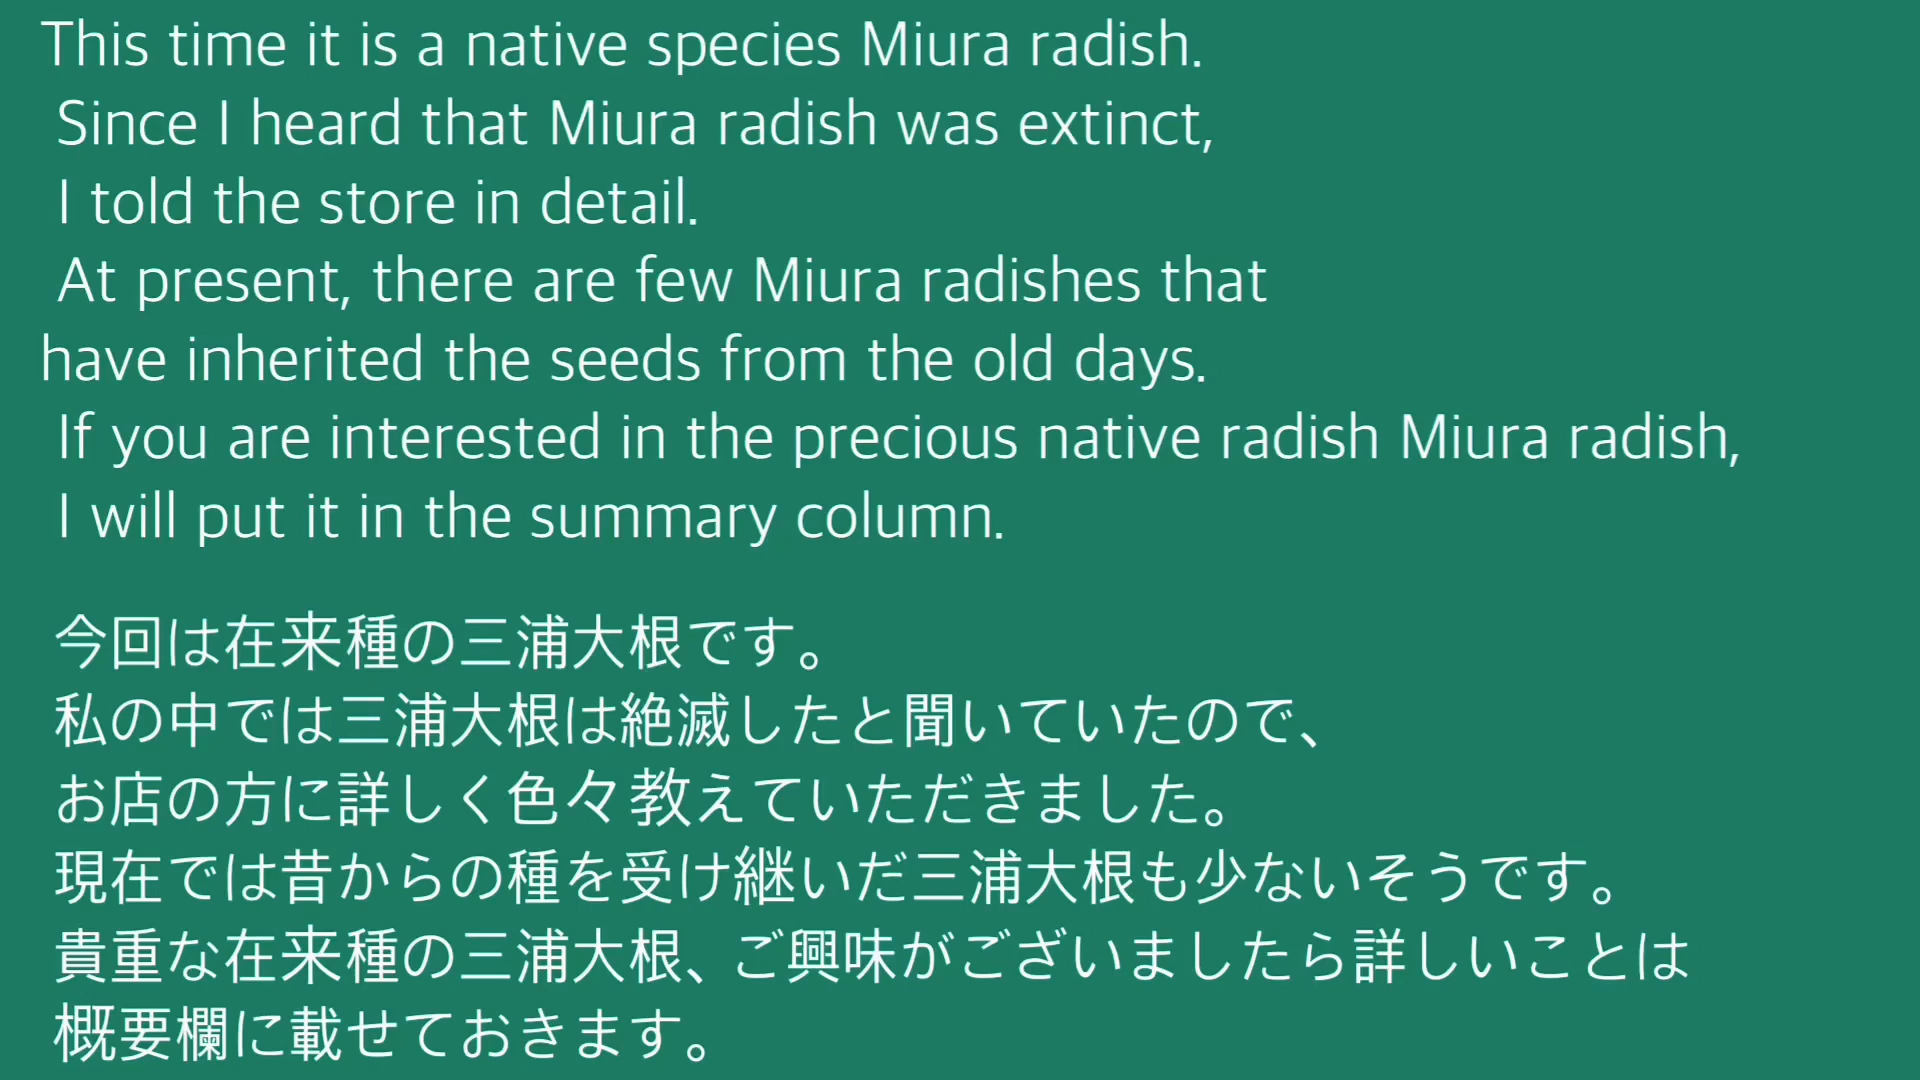 This time it is a native species Miura radish.
Since I heard that Miura radish was extinct,
I told the store in detail.
At present, there are few Miura radishes that
have inherited the seeds from the old days.
If you are interested in the precious native radish Miura radish,
I will put it in the summary column.
今回は在来種の三浦大根です。
私の中では三浦大根は絶滅したと聞いていたので、
お店の方に詳しく色々教えていただきました。
現在では昔からの種を受け継いだ三浦大根も少ないそうです。
貴重な在来種の三浦大根、ご興味がございましたら詳しいことは
概要欄に載せておきます。